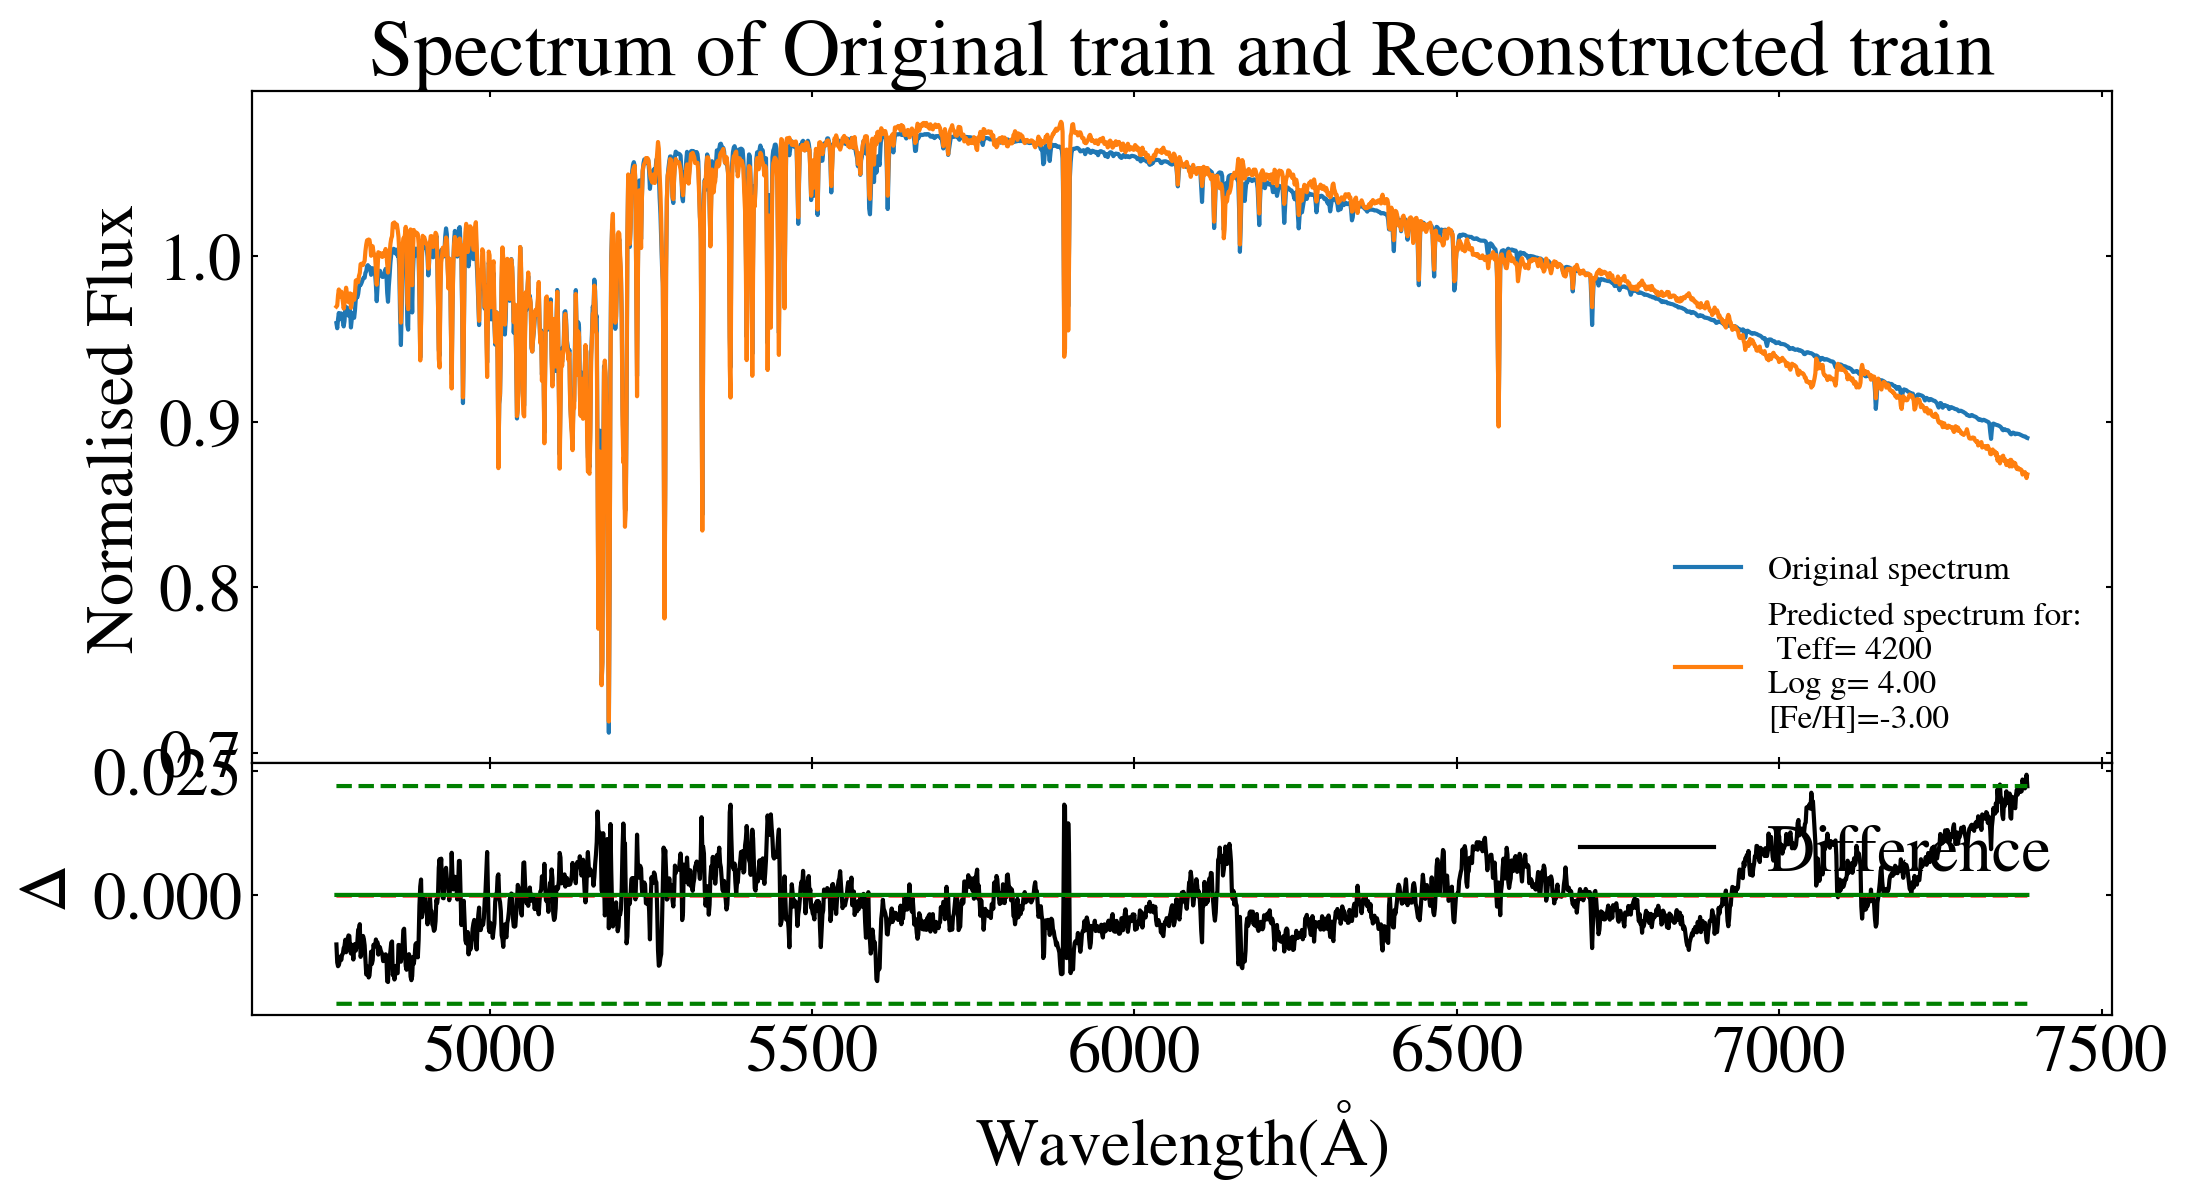 Spectrum of Original train and Reconstructed train
Normalised Flux
1.0
0.9
0.8
0.7
Original spectrum
Predicted spectrum for:
Teff= 4200
Log g= 4.00
[Fe/H]=-3.00
Δ
0.025
0.000
Difference
5000 5500 6000 6500 7000 7500
Wavelength(Å)